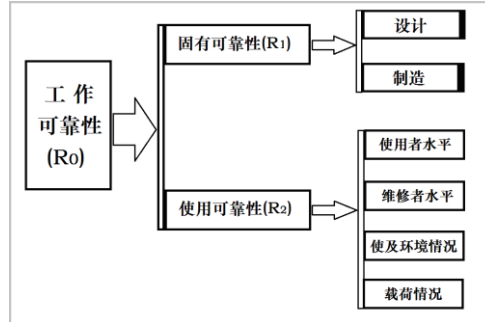 工 作
可靠性
(R0)
固有可靠性(R1)
设计
制造
使用可靠性(R2)
使用者水平
维修者水平
使及环境情况
载荷情况